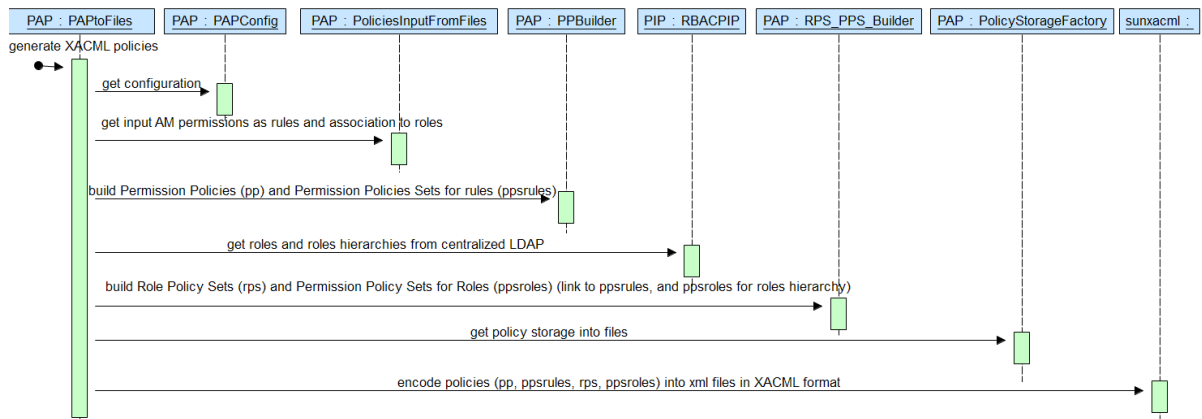 PAP : PAPtoFiles
PAP : PAPConfig
PAP : PoliciesInputFromFiles
PAP : PPBuilder
PIP : RBACPIP
PAP : RPS_PPS_Builder
PAP : PolicyStorageFactory
sunxacml :
generate XACML policies
get configuration
get input AM permissions as rules and association to roles
build Permission Policies (pp) and Permission Policies Sets for rules (ppsrules)
get roles and roles hierarchies from centralized LDAP
build Role Policy Sets (rps) and Permission Policy Sets for Roles (ppsroles) (link to ppsrules, and ppsroles for roles hierarchy)
get policy storage into files
encode policies (pp, ppsrules, rps, ppsroles) into xml files in XACML format